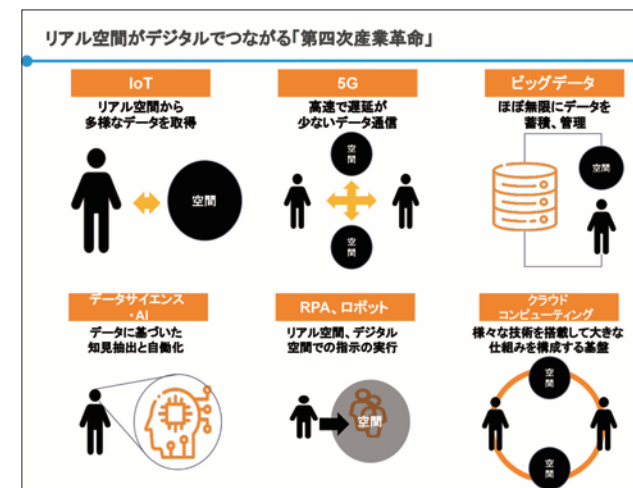 リアル空間がデジタルでつながる「第四次産業革命」
IoT
リアル空間から
多様なデータを取得
空間
5G
高速で遅延が
少ないデータ通信
空
間
空
間
ビッグデータ
ほぼ無限にデータを
蓄積、管理
空間
データサイエンス
・AI
データに基づいた
知見抽出と自働化
RPA、ロボット
リアル空間、デジタル
空間での指示の実行
空間
クラウド
コンピューティング
様々な技術を搭載して大きな
仕組みを構成する基盤
空
間
空
間